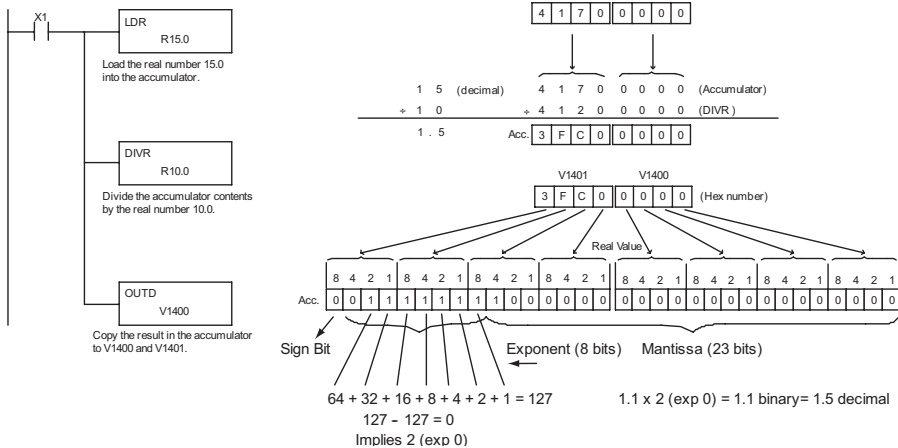 X1
LDR
R15.0
Load the real number 15.0
into the accumulator.
DIVR
R10.0
Divide the accumulator contents
by the real number 10.0.
OUTD
V1400
Copy the result in the accumulator
to V1400 and V1401.
4 1 7 0 0 0 0 0
1 5 (decimal) 4 1 7 0 0 0 0 0 (Accumulator)
÷ 1 0 ÷ 4 1 2 0 0 0 0 0 (DIVR )
1 . 5 Acc. 3 F C 0 0 0 0 0
V1401 V1400
3 F C 0 0 0 0 0 (Hex number)
Real Value
8 4 2 1 8 4 2 1 8 4 2 1 8 4 2 1 8 4 2 1 8 4 2 1 8 4 2 1 8 4 2 1
Acc. 0 0 1 1 1 1 1 1 1 1 0 0 0 0 0 0 0 0 0 0 0 0 0 0 0 0 0 0 0 0 0 0
Sign Bit Exponent (8 bits) Mantissa (23 bits)
64 + 32 + 16 + 8 + 4 + 2 + 1 = 127 1.1 x 2 (exp 0) = 1.1 binary= 1.5 decimal
127 - 127 = 0
Implies 2 (exp 0)